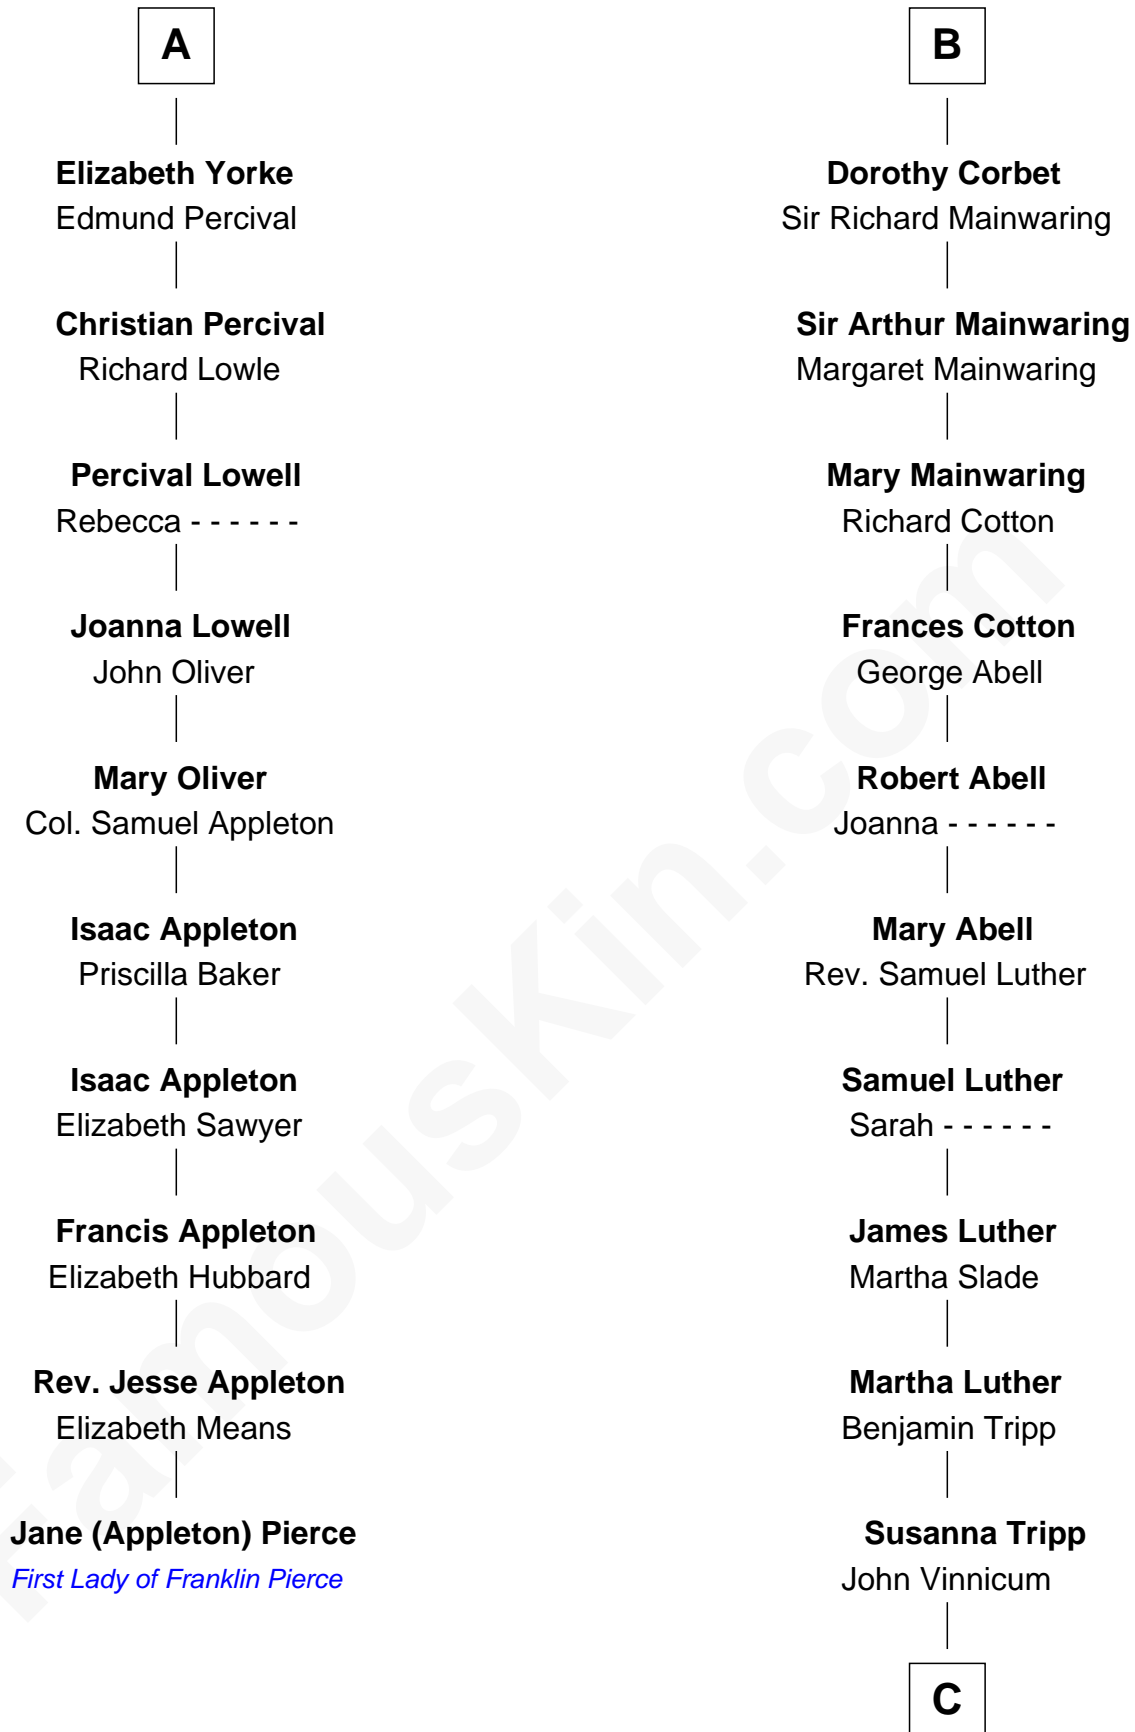 A
Elizabeth Yorke
Edmund Percival
Christian Percival
Richard Lowle
Percival Lowell
Rebecca - - - - - -
Joanna Lowell
John Oliver
Mary Oliver
Col. Samuel Appleton
Isaac Appleton
Priscilla Baker
Isaac Appleton
Elizabeth Sawyer
Francis Appleton
Elizabeth Hubbard
Rev. Jesse Appleton
Elizabeth Means
Jane (Appleton) Pierce
First Lady of Franklin Pierce
B
Dorothy Corbet
Sir Richard Mainwaring
Sir Arthur Mainwaring
Margaret Mainwaring
Mary Mainwaring
Richard Cotton
Frances Cotton
George Abell
Robert Abell
Joanna - - - - - -
Mary Abell
Rev. Samuel Luther
Samuel Luther
Sarah - - - - - -
James Luther
Martha Slade
Martha Luther
Benjamin Tripp
Susanna Tripp
John Vinnicum
C
FamousKin.com